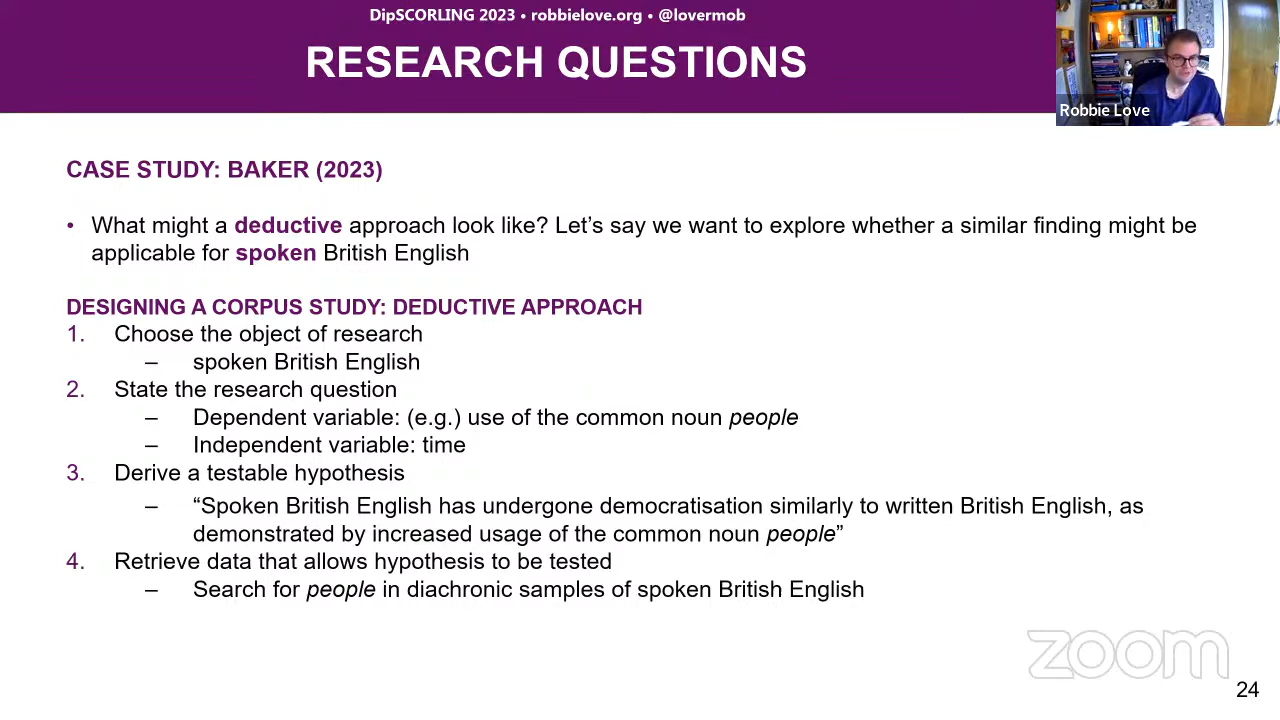 DipSCORLING 2023 • robbielove.org • @lovermob
RESEARCH QUESTIONS
Robbie Love
CASE STUDY: BAKER (2023)
• What might a deductive approach look like? Let’s say we want to explore whether a similar finding might be
applicable for spoken British English
DESIGNING A CORPUS STUDY: DEDUCTIVE APPROACH
1. Choose the object of research
– spoken British English
2. State the research question
– Dependent variable: (e.g.) use of the common noun people
– Independent variable: time
3. Derive a testable hypothesis
– “Spoken British English has undergone democratisation similarly to written British English, as
demonstrated by increased usage of the common noun people”
4. Retrieve data that allows hypothesis to be tested
– Search for people in diachronic samples of spoken British English
zoom
24